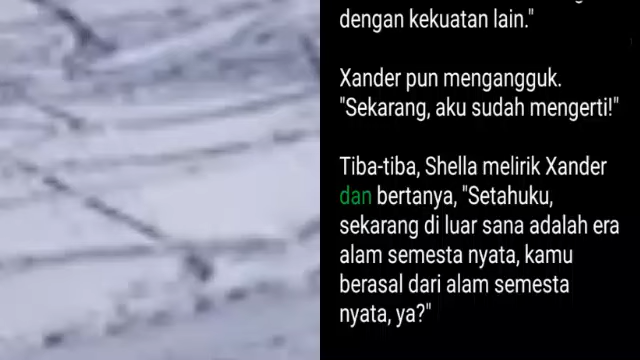 dengan kekuatan lain."
Xander pun mengangguk.
"Sekarang, aku sudah mengerti!"
Tiba-tiba, Shella melirik Xander
dan bertanya, "Setahuku,
sekarang di luar sana adalah era
alam semesta nyata, kamu
berasal dari alam semesta
nyata, ya?"